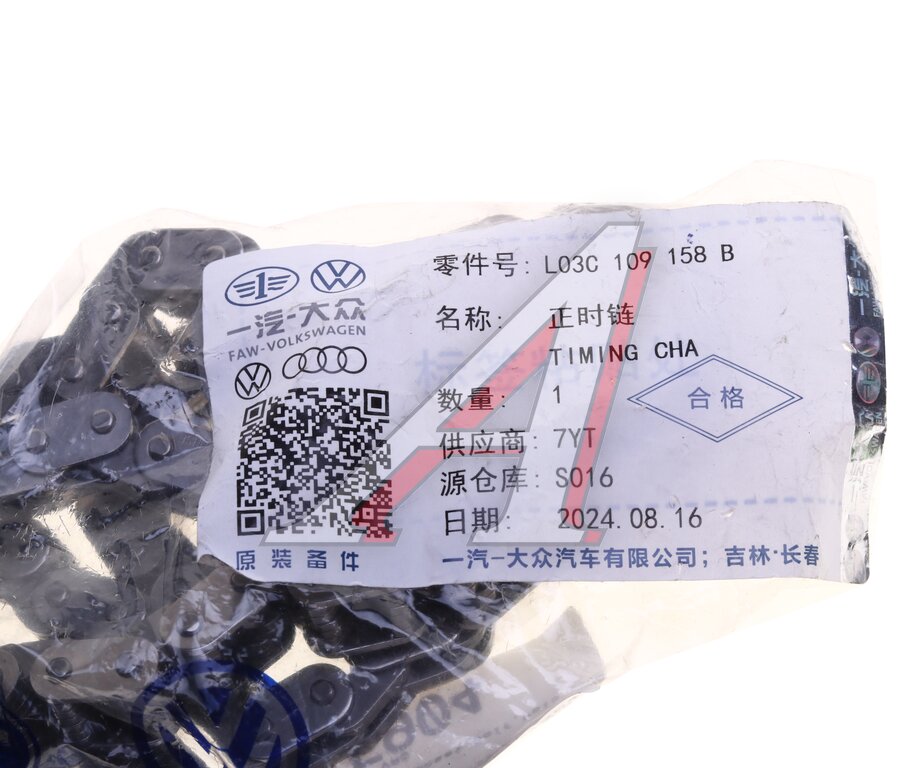 零件号: L03C 109 158 B
名称: 正时链
TIMING CHA
数量: 1
供应商: 7YT
源仓库: S016
日期: 2024.08.16
合格
一汽-大众
FAW-VOLKSWAGEN
原装备件
一汽-大众汽车有限公司; 吉林·长春